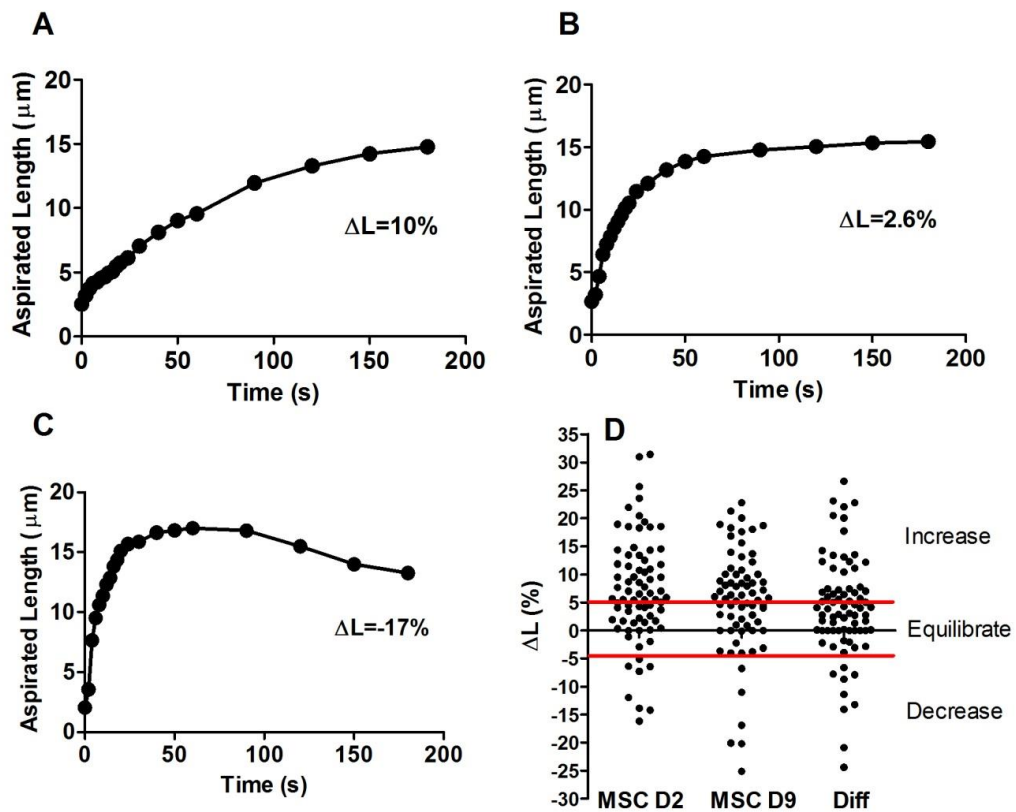 A
20
15
10
5
0
0 50 100 150 200
Aspirated Length (μm)
Time (s)
ΔL=10%
B
20
15
10
5
0
0 50 100 150 200
Aspirated Length (μm)
Time (s)
ΔL=2.6%
C
20
15
10
5
0
0 50 100 150 200
Aspirated Length (μm)
Time (s)
ΔL=-17%
D
35
30
25
20
15
10
5
0
-5
-10
-15
-20
-25
-30
ΔL (%)
MSC D2 MSC D9 Diff
Increase
Equilibrate
Decrease